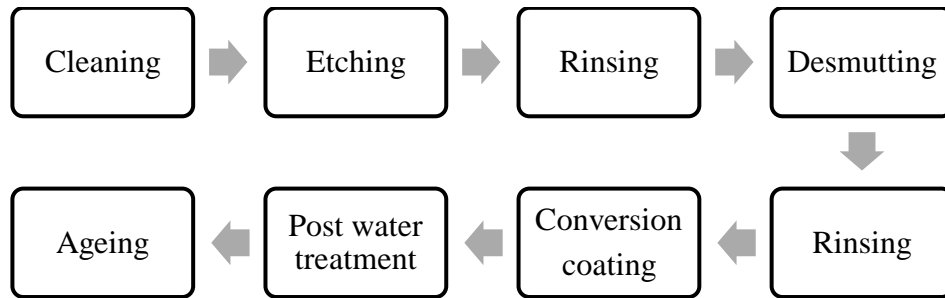 Cleaning
Etching
Rinsing
Desmutting
Rinsing
Conversion
coating
Post water
treatment
Ageing